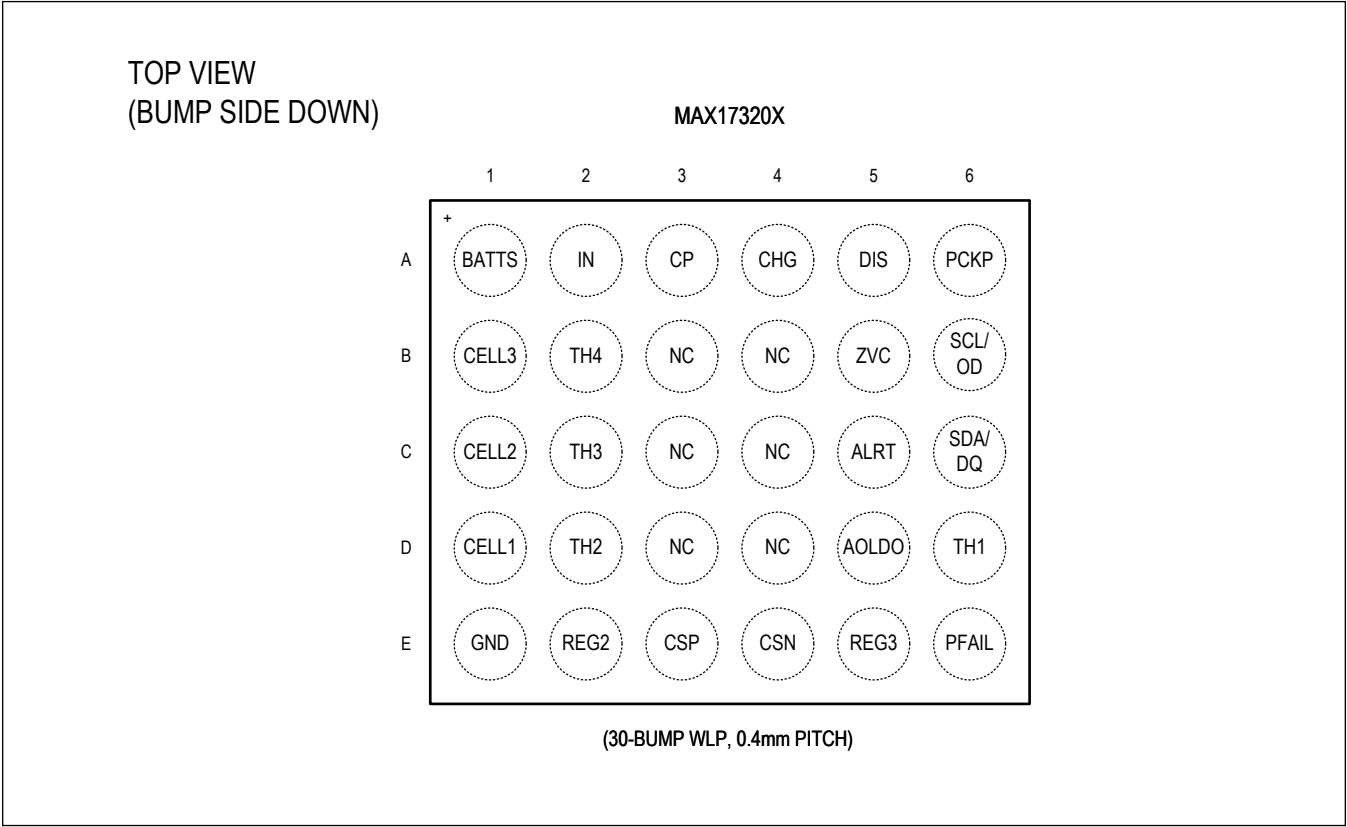 TOP VIEW
(BUMP SIDE DOWN)
MAX17320X
1 2 3 4 5 6
+
A BATTS IN CP CHG DIS PCKP
B CELL3 TH4 NC NC ZVC SCL/
OD
C CELL2 TH3 NC NC ALRT SDA/
DQ
D CELL1 TH2 NC NC AOLDO TH1
E GND REG2 CSP CSN REG3 PFAIL
(30-BUMP WLP, 0.4mm PITCH)